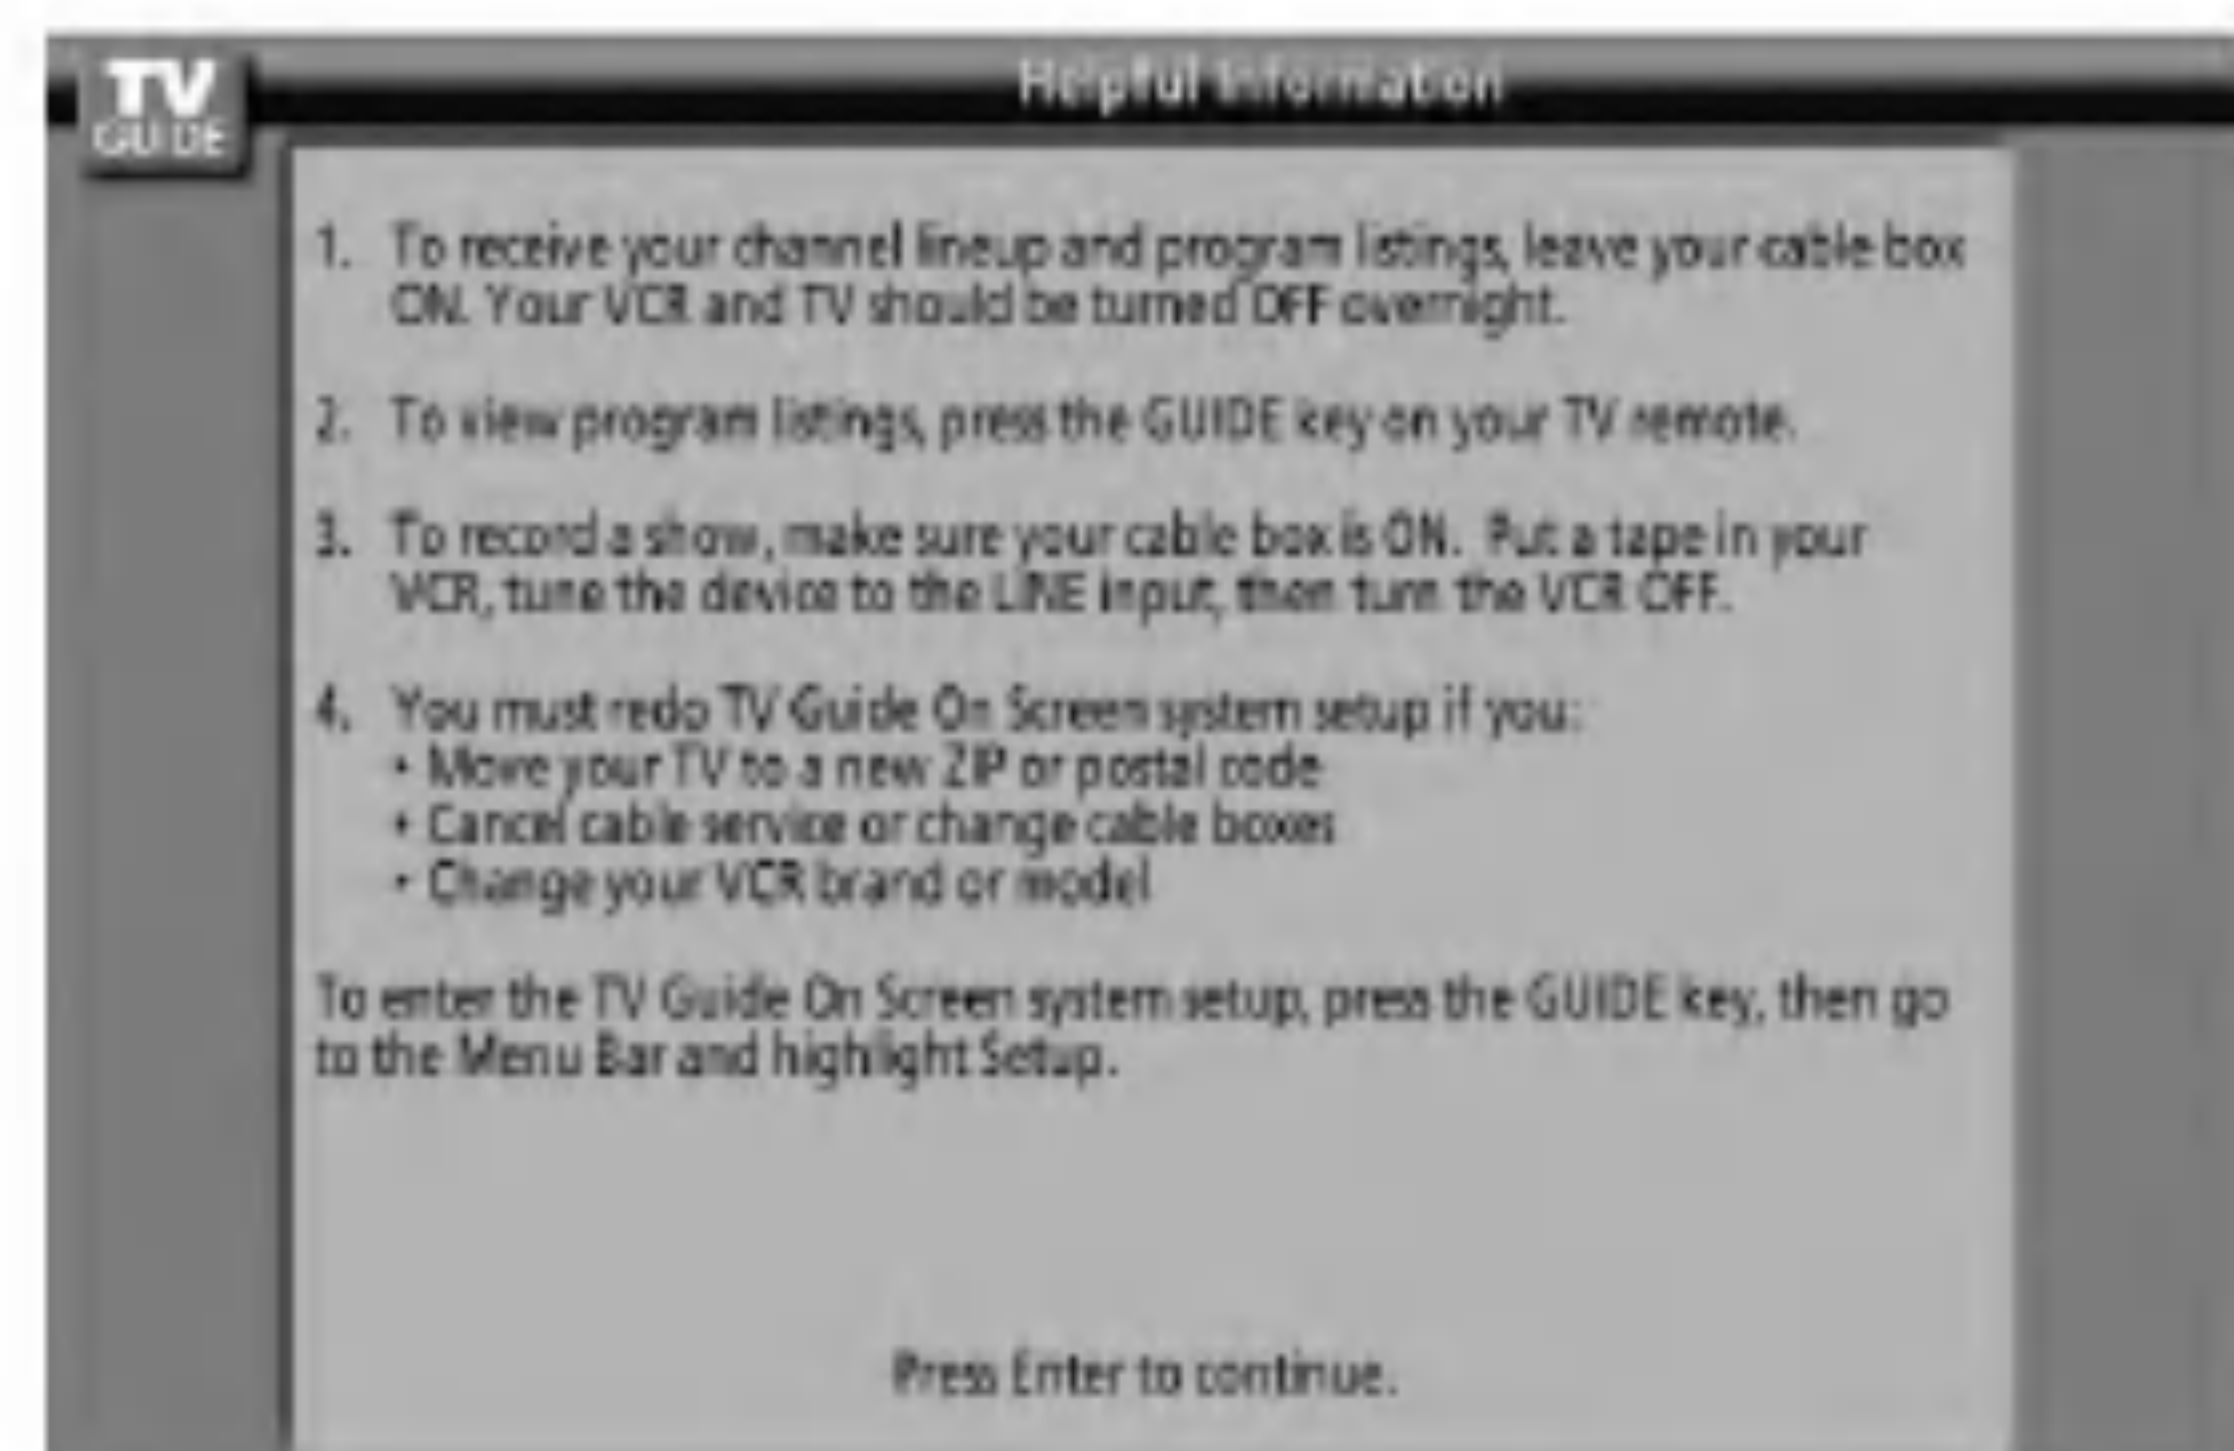 TV
GUIDE
Helpful Information
1. To receive your channel lineup and program listings, leave your cable box
ON. Your VCR and TV should be turned OFF overnight.
2. To view program listings, press the GUIDE key on your TV remote.
3. To record a show, make sure your cable box is ON. Put a tape in your
VCR, tune the device to the LINE input, then turn the VCR OFF.
4. You must redo TV Guide On Screen system setup if you:
• Move your TV to a new ZIP or postal code
• Cancel cable service or change cable boxes
• Change your VCR brand or model
To enter the TV Guide On Screen system setup, press the GUIDE key, then go
to the Menu Bar and highlight Setup.
Press Enter to continue.